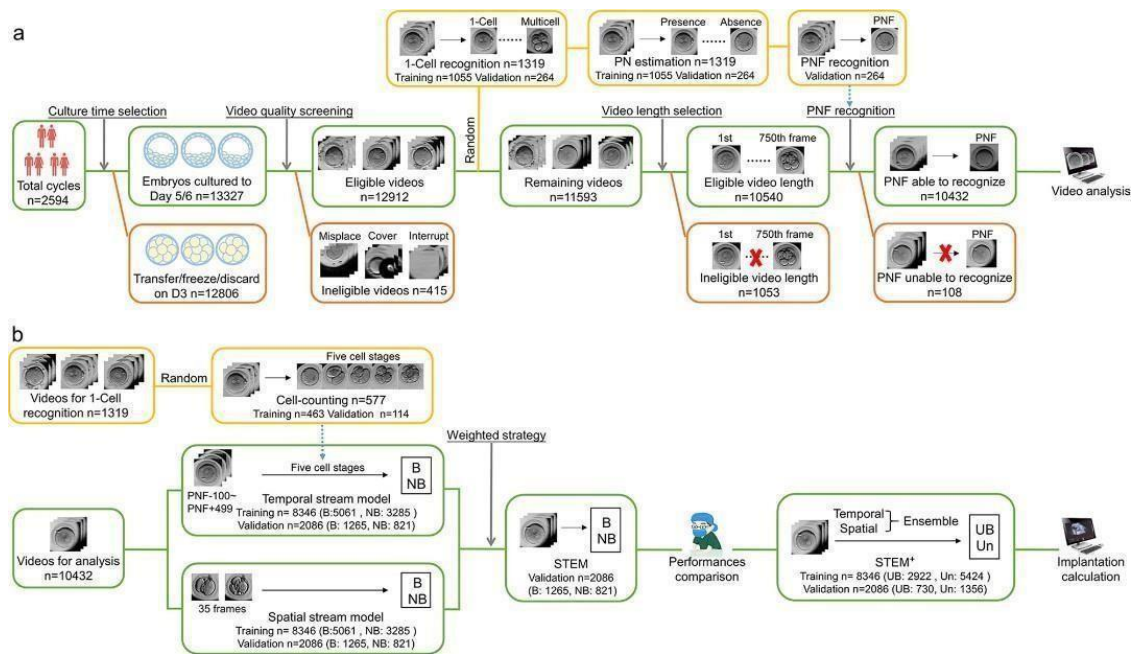 a
1-Cell
Multicell
1-Cell recognition n=1319
Training n=1055 Validation n=264
Presence
Absence
PN estimation n=1319
Training n=1055 Validation n=264
PNF
PNF recognition
Validation n=264
Culture time selection
Video quality screening
Random
Video length selection
PNF recognition
Total cycles
n=2594
Embryos cultured to
Day 5/6 n=13327
Eligible videos
n=12912
Remaining videos
n=11593
1st
750th frame
Eligible video length
n=10540
PNF
PNF able to recognize
n=10432
Video analysis
Transfer/freeze/discard
on D3 n=12806
Misplace
Cover
Interrupt
Ineligible videos n=415
1st
750th frame
Ineligible video length
n=1053
PNF
PNF unable to recognize
n=108
b
Videos for 1-Cell
recognition n=1319
Random
Five cell stages
Cell-counting n=577
Training n=463 Validation n=114
Weighted strategy
PNF-100~
PNF+499
Five cell stages
B
NB
Temporal stream model
Training n= 8346 (B:5061 , NB: 3285)
Validation n=2086 (B: 1265, NB: 821)
Videos for analysis
n=10432
35 frames
B
NB
Spatial stream model
Training n= 8346 (B:5061 , NB: 3285)
Validation n=2086 (B: 1265, NB: 821)
B
NB
STEM
Validation n=2086
(B: 1265, NB: 821)
Performances
comparison
Temporal
Spatial
Ensemble
UB
Un
STEM⁺
Training n= 8346 (UB: 2922 , Un: 5424 )
Validation n=2086 (UB: 730, Un: 1356)
Implantation
calculation